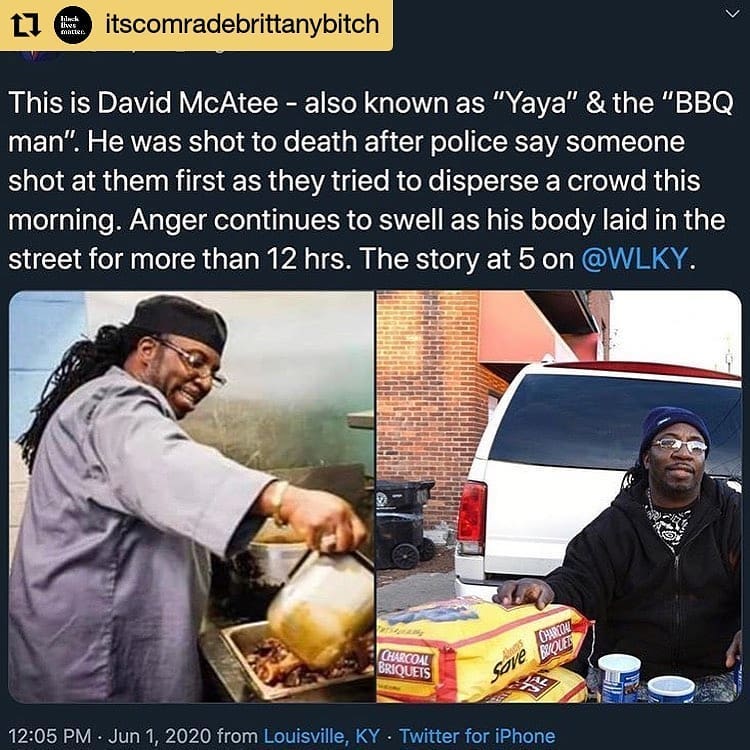 black
lives
matter.
itscomradebrittanybitch
This is David McAtee - also known as “Yaya” & the “BBQ
man”. He was shot to death after police say someone
shot at them first as they tried to disperse a crowd this
morning. Anger continues to swell as his body laid in the
street for more than 12 hrs. The story at 5 on @WLKY.
CHARCOAL
BRIQUETS
Save
CHARCOAL
BRIQUETS
12:05 PM · Jun 1, 2020 from Louisville, KY · Twitter for iPhone